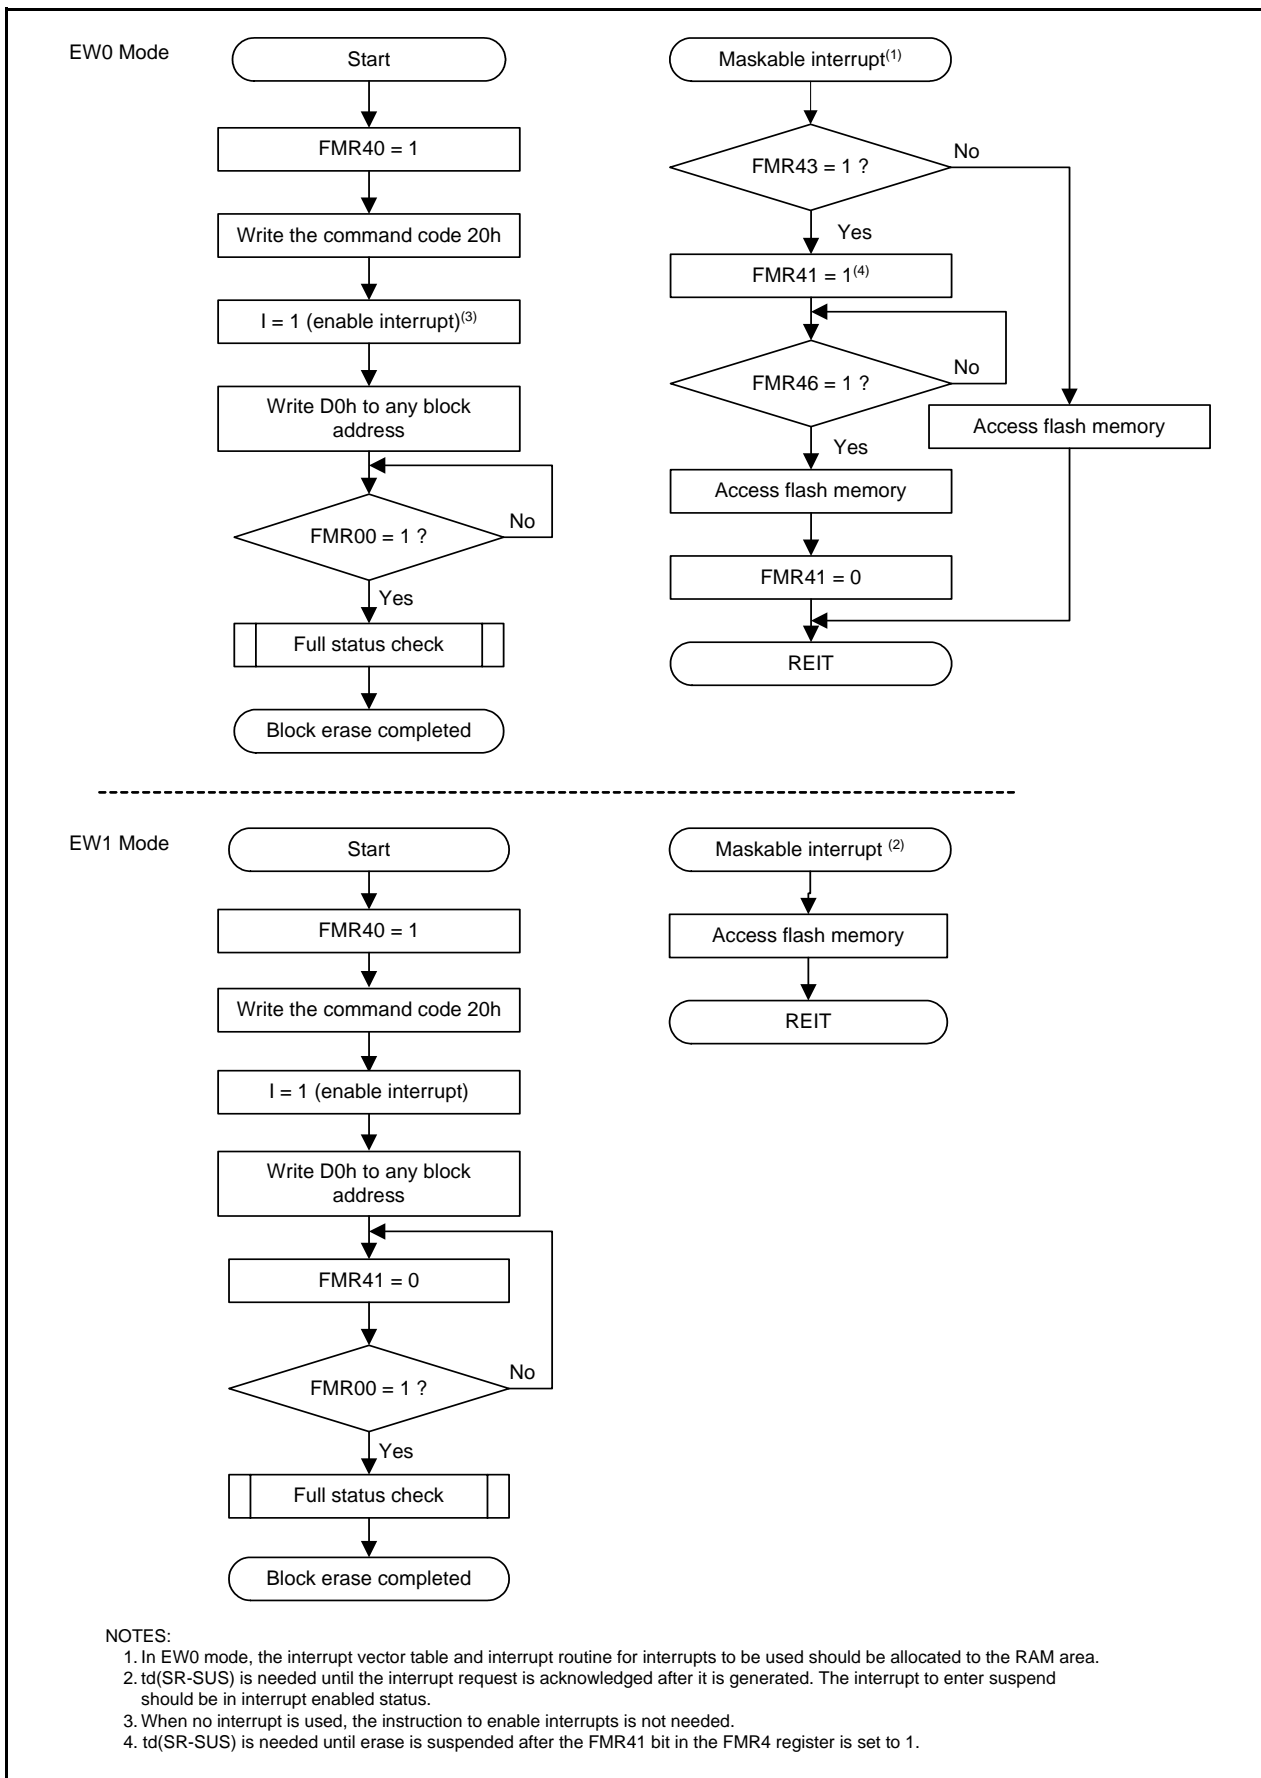 EW0 Mode
Start
FMR40 = 1
Write the command code 20h
I = 1 (enable interrupt)(3)
Write D0h to any block
address
FMR00 = 1 ?
No
Yes
Full status check
Block erase completed
Maskable interrupt(1)
FMR43 = 1 ?
No
Yes
FMR41 = 1(4)
FMR46 = 1 ?
No
Yes
Access flash memory
Access flash memory
FMR41 = 0
REIT
EW1 Mode
Start
FMR40 = 1
Write the command code 20h
I = 1 (enable interrupt)
Write D0h to any block
address
FMR41 = 0
FMR00 = 1 ?
No
Yes
Full status check
Block erase completed
Maskable interrupt (2)
Access flash memory
REIT
NOTES:
1. In EW0 mode, the interrupt vector table and interrupt routine for interrupts to be used should be allocated to the RAM area.
2. td(SR-SUS) is needed until the interrupt request is acknowledged after it is generated. The interrupt to enter suspend
should be in interrupt enabled status.
3. When no interrupt is used, the instruction to enable interrupts is not needed.
4. td(SR-SUS) is needed until erase is suspended after the FMR41 bit in the FMR4 register is set to 1.